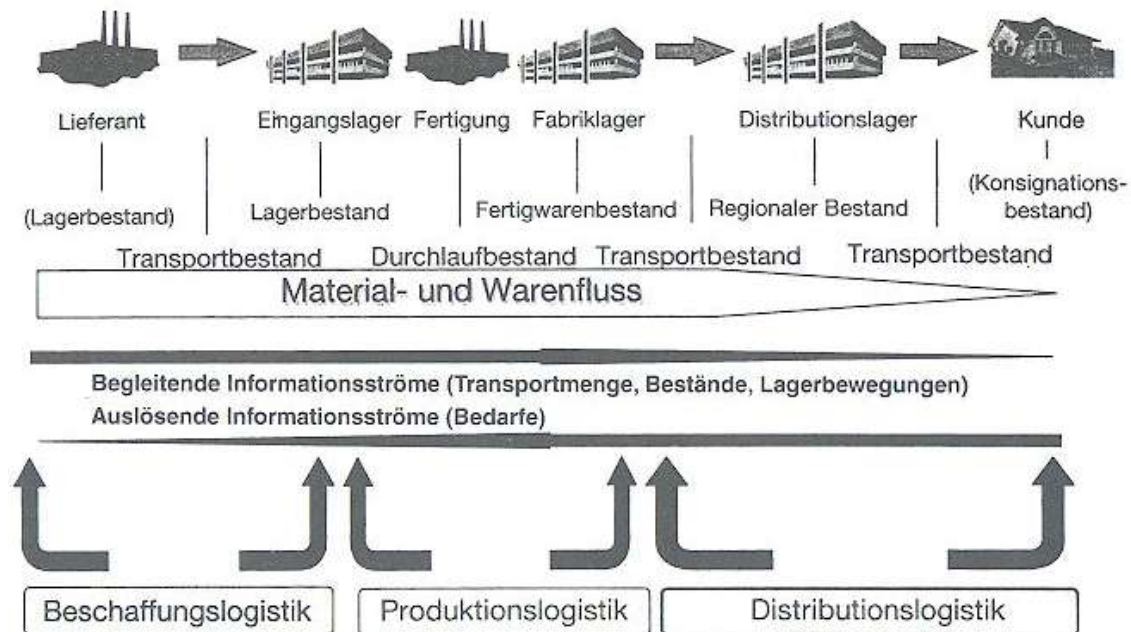 Lieferant Eingangslager Fertigung Fabriklager Distributionslager Kunde
(Lagerbestand) Lagerbestand Fertigwarenbestand Regionaler Bestand (Konsignations-
bestand)
Transportbestand Durchlaufbestand Transportbestand Transportbestand
Material- und Warenfluss
Begleitende Informationsströme (Transportmenge, Bestände, Lagerbewegungen)
Auslösende Informationsströme (Bedarfe)
Beschaffungslogistik Produktionslogistik Distributionslogistik